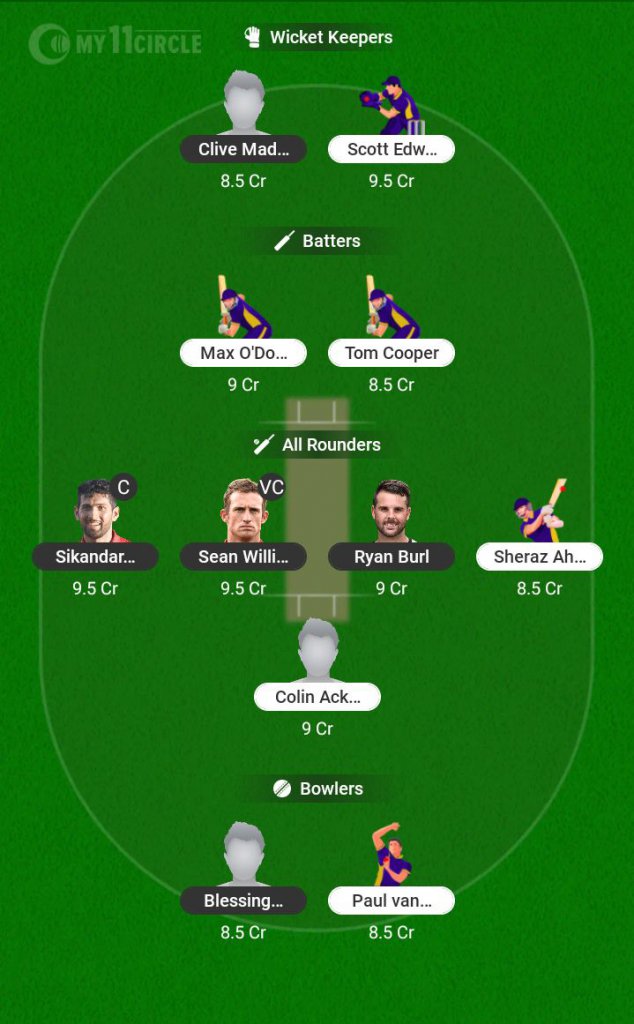 MY11CIRCLE
Wicket Keepers
Clive Mad...
Scott Edw...
8.5 Cr
9.5 Cr
Batters
Max O'Do...
Tom Cooper
9 Cr
8.5 Cr
All Rounders
C
VC
Sikandar...
Sean Willi...
Ryan Burl
Sheraz Ah...
9.5 Cr
9.5 Cr
9 Cr
8.5 Cr
Colin Ack...
9 Cr
Bowlers
Blessing...
Paul van...
8.5 Cr
8.5 Cr